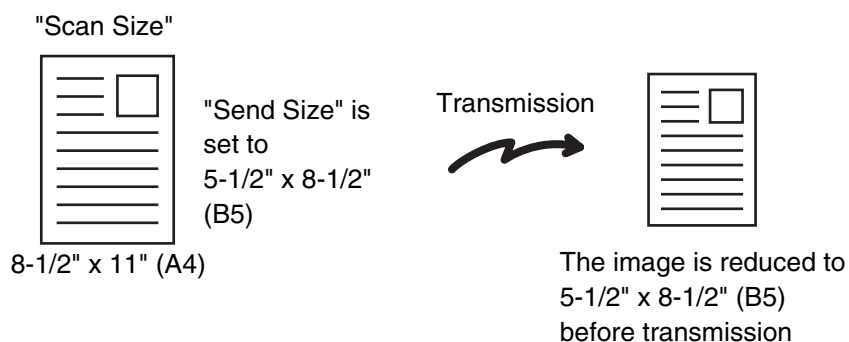 "Scan Size"
"Send Size" is
set to
5-1/2" x 8-1/2"
(B5)
8-1/2" x 11" (A4)
Transmission
The image is reduced to
5-1/2" x 8-1/2" (B5)
before transmission